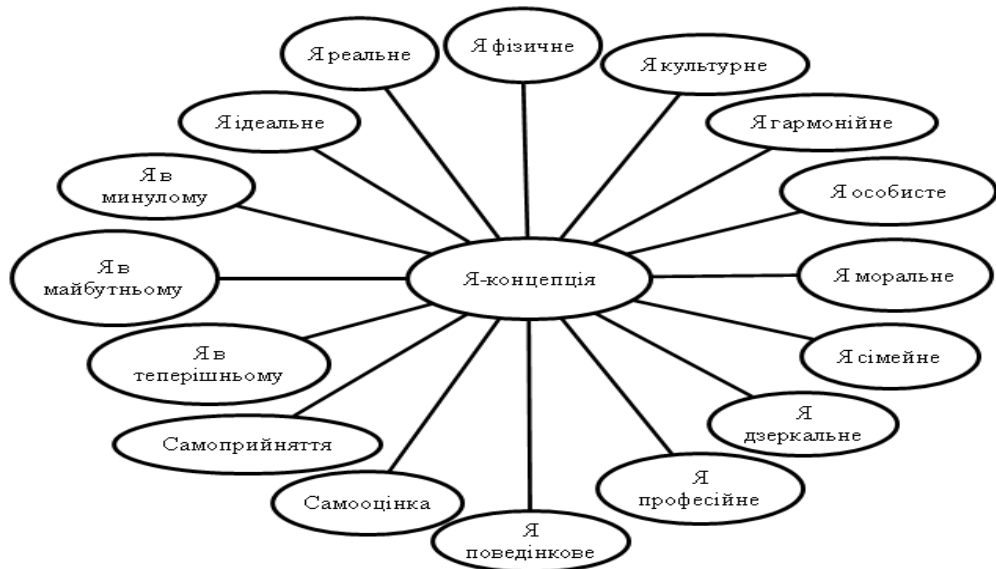 Я фізичне
Я реальне
Я культурне
Я ідеальне
Я гармонійне
Я в
минулому
Я особисте
Я в
майбутньому
Я-концепція
Я моральне
Я в
теперішньому
Я сімейне
Самоприйняття
Я
дзеркальне
Самооцінка
Я
професійне
Я
поведінкове